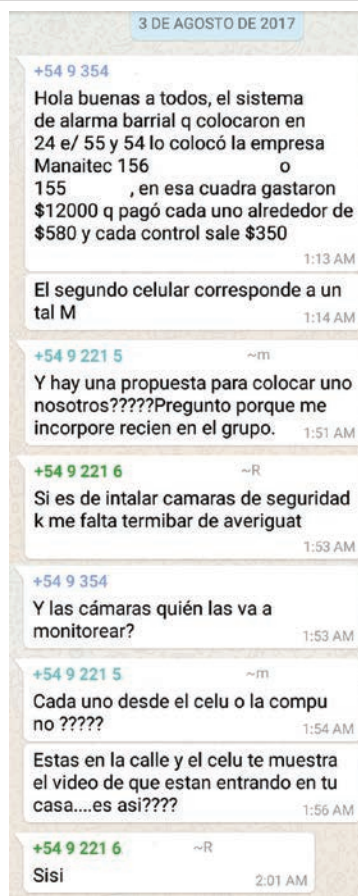 3 DE AGOSTO DE 2017
+54 9 354
Hola buenas a todos, el sistema
de alarma barrial q colocaron en
24 e/ 55 y 54 lo colocó la empresa
Manaitec 156 o
155 , en esa cuadra gastaron
$12000 q pagó cada uno alrededor de
$580 y cada control sale $350
1:13 AM
El segundo celular corresponde a un
tal M
1:14 AM
+54 9 221 5 ~m
Y hay una propuesta para colocar uno
nosotros?????Pregunto porque me
incorpore recien en el grupo. 1:51 AM
+54 9 221 6 ~R
Si es de intalar camaras de seguridad
k me falta termibar de averiguat
1:53 AM
+54 9 354
Y las cámaras quién las va a
monitorear? 1:53 AM
+54 9 221 5 ~m
Cada uno desde el celu o la compu
no ????? 1:54 AM
Estas en la calle y el celu te muestra
el video de que estan entrando en tu
casa....es asi???? 1:56 AM
+54 9 221 6 ~R
Sisi 2:01 AM